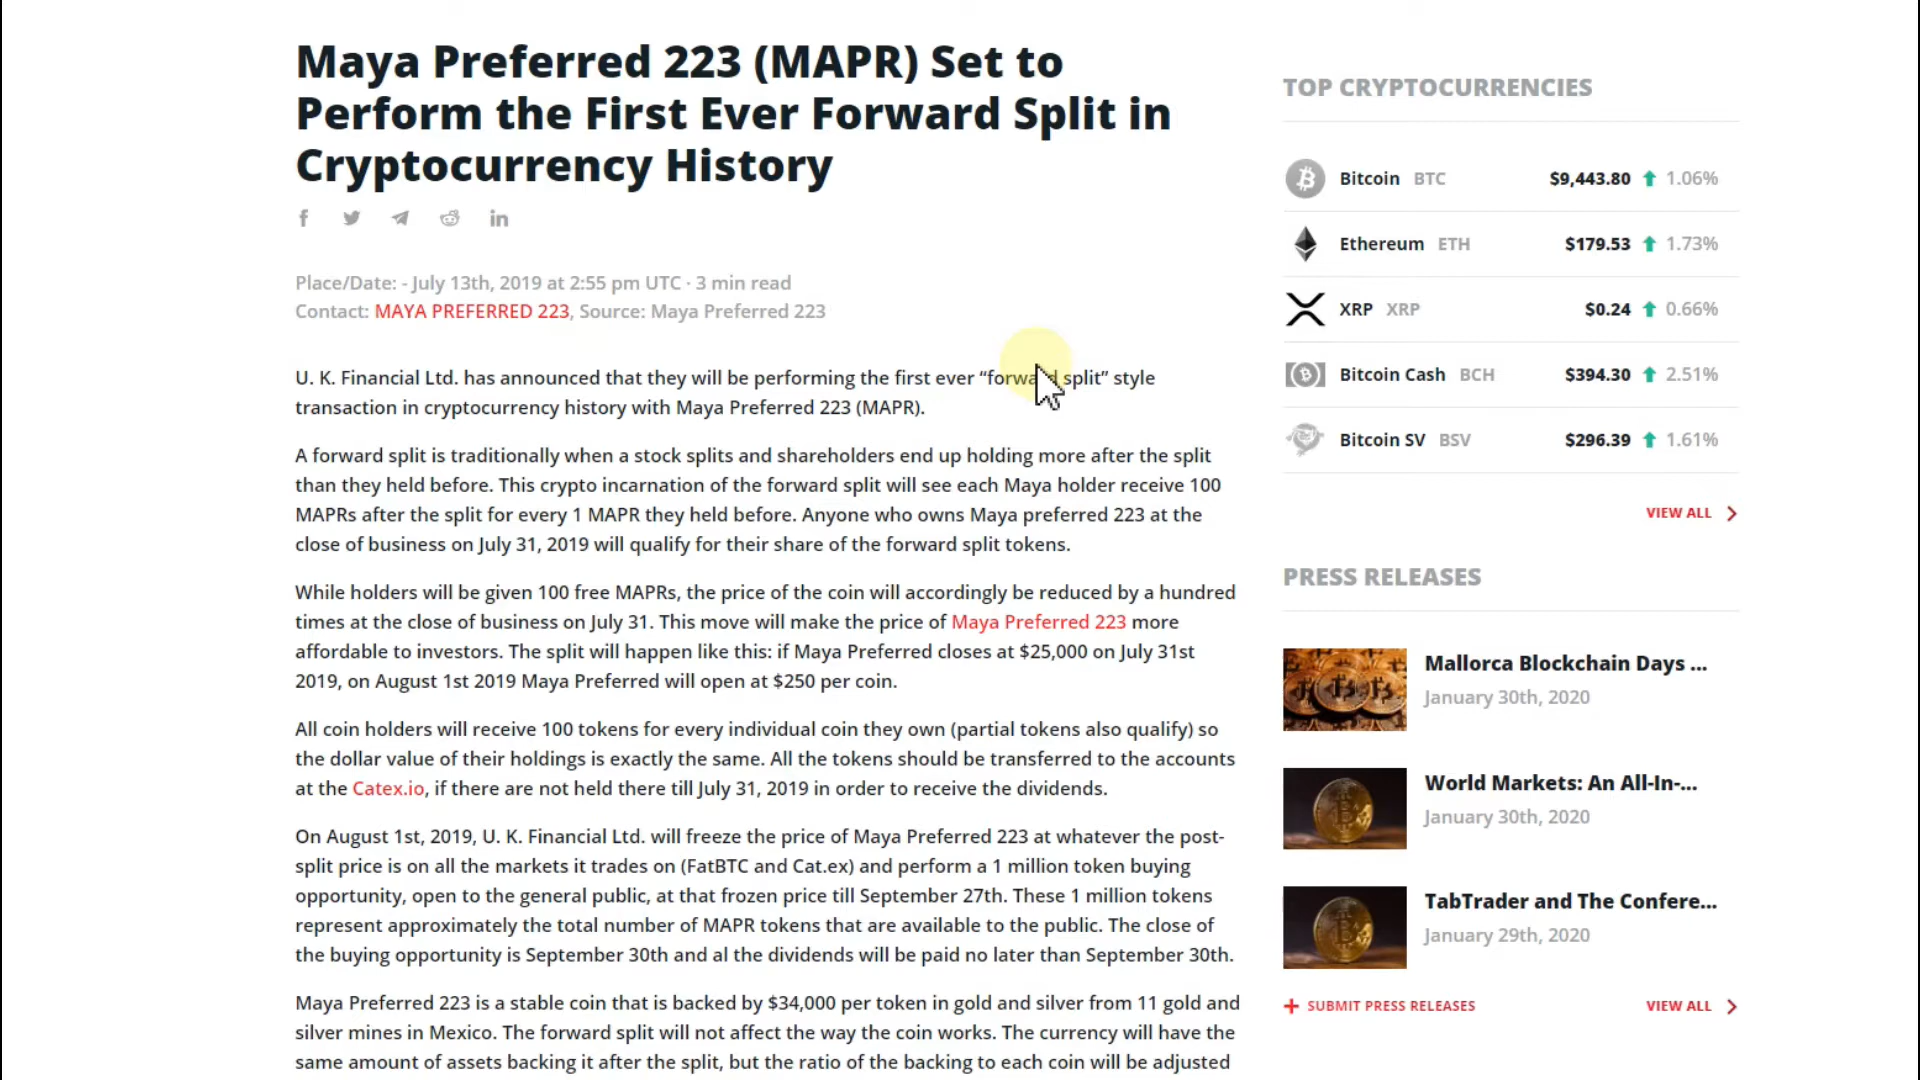 Maya Preferred 223 (MAPR) Set to
Perform the First Ever Forward Split in
Cryptocurrency History
Place/Date: - July 13th, 2019 at 2:55 pm UTC · 3 min read
Contact: MAYA PREFERRED 223, Source: Maya Preferred 223
U. K. Financial Ltd. has announced that they will be performing the first ever “forward split” style
transaction in cryptocurrency history with Maya Preferred 223 (MAPR).
A forward split is traditionally when a stock splits and shareholders end up holding more after the split
than they held before. This crypto incarnation of the forward split will see each Maya holder receive 100
MAPRs after the split for every 1 MAPR they held before. Anyone who owns Maya preferred 223 at the
close of business on July 31, 2019 will qualify for their share of the forward split tokens.
While holders will be given 100 free MAPRs, the price of the coin will accordingly be reduced by a hundred
times at the close of business on July 31. This move will make the price of Maya Preferred 223 more
affordable to investors. The split will happen like this: if Maya Preferred closes at $25,000 on July 31st
2019, on August 1st 2019 Maya Preferred will open at $250 per coin.
All coin holders will receive 100 tokens for every individual coin they own (partial tokens also qualify) so
the dollar value of their holdings is exactly the same. All the tokens should be transferred to the accounts
at the Catex.io, if there are not held there till July 31, 2019 in order to receive the dividends.
On August 1st, 2019, U. K. Financial Ltd. will freeze the price of Maya Preferred 223 at whatever the post-
split price is on all the markets it trades on (FatBTC and Cat.ex) and perform a 1 million token buying
opportunity, open to the general public, at that frozen price till September 27th. These 1 million tokens
represent approximately the total number of MAPR tokens that are available to the public. The close of
the buying opportunity is September 30th and al the dividends will be paid no later than September 30th.
Maya Preferred 223 is a stable coin that is backed by $34,000 per token in gold and silver from 11 gold and
silver mines in Mexico. The forward split will not affect the way the coin works. The currency will have the
same amount of assets backing it after the split, but the ratio of the backing to each coin will be adjusted
TOP CRYPTOCURRENCIES
Bitcoin BTC $9,443.80 1.06%
Ethereum ETH $179.53 1.73%
XRP XRP $0.24 0.66%
Bitcoin Cash BCH $394.30 2.51%
Bitcoin SV BSV $296.39 1.61%
VIEW ALL
PRESS RELEASES
Mallorca Blockchain Days ...
January 30th, 2020
World Markets: An All-In-...
January 30th, 2020
TabTrader and The Confere...
January 29th, 2020
SUBMIT PRESS RELEASES VIEW ALL